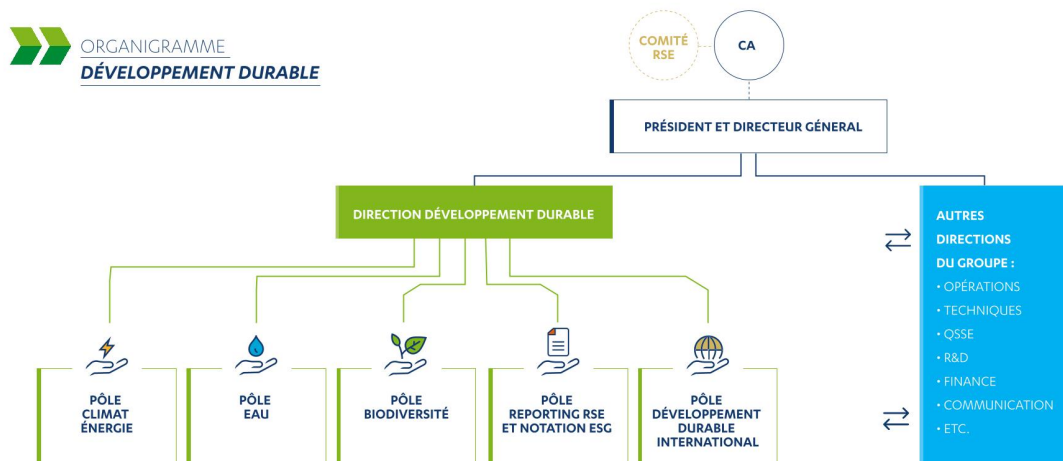 ORGANIGRAMME
DÉVELOPPEMENT DURABLE
COMITÉ
RSE
CA
PRÉSIDENT ET DIRECTEUR GÉNERAL
DIRECTION DÉVELOPPEMENT DURABLE
AUTRES
DIRECTIONS
DU GROUPE :
• OPÉRATIONS
• TECHNIQUES
• QSSE
• R&D
• FINANCE
• COMMUNICATION
• ETC.
PÔLE
CLIMAT
ÉNERGIE
PÔLE
EAU
PÔLE
BIODIVERSITÉ
PÔLE
REPORTING RSE
ET NOTATION ESG
PÔLE
DÉVELOPPEMENT
DURABLE
INTERNATIONAL